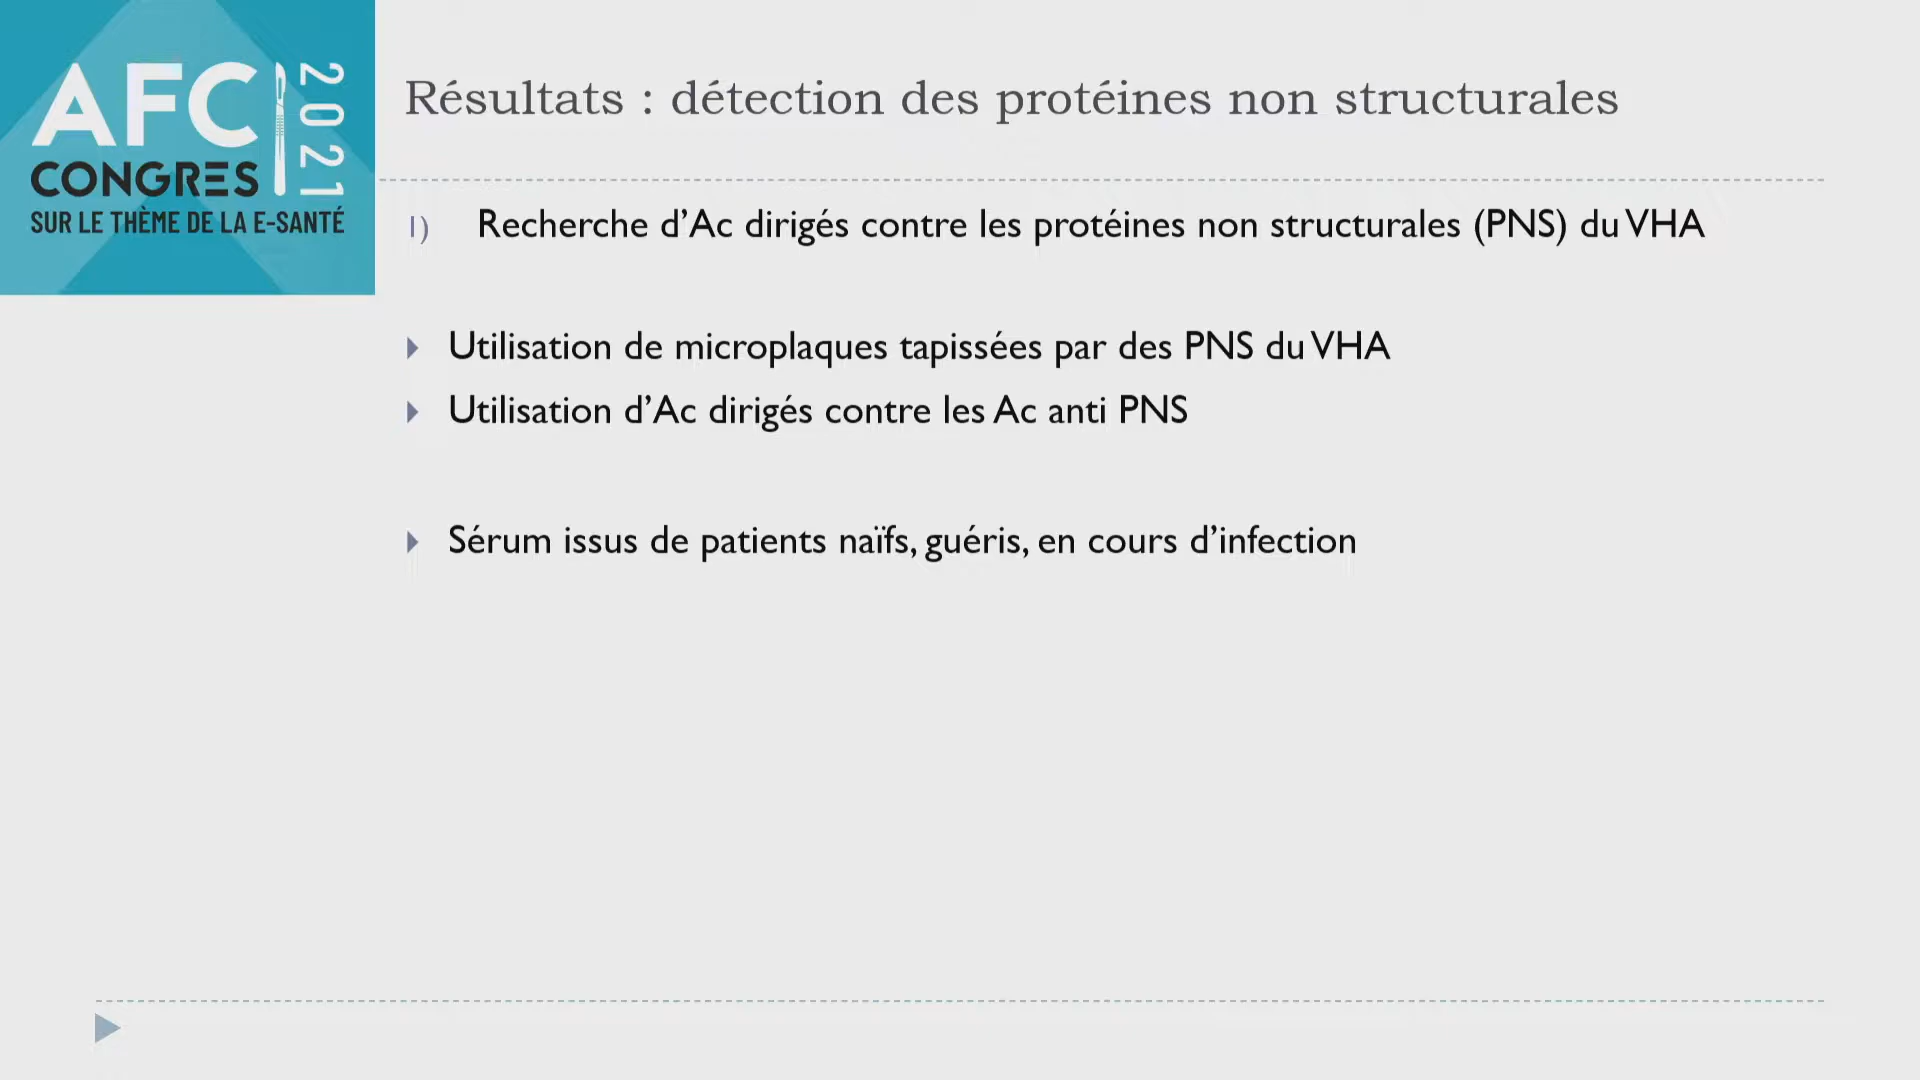 AFC
2021
CONGRES
SUR LE THÈME DE LA E-SANTÉ
Résultats : détection des protéines non structurales
1) Recherche d’Ac dirigés contre les protéines non structurales (PNS) du VHA
Utilisation de microplaques tapissées par des PNS du VHA
Utilisation d’Ac dirigés contre les Ac anti PNS
Sérum issus de patients naïfs, guéris, en cours d’infection